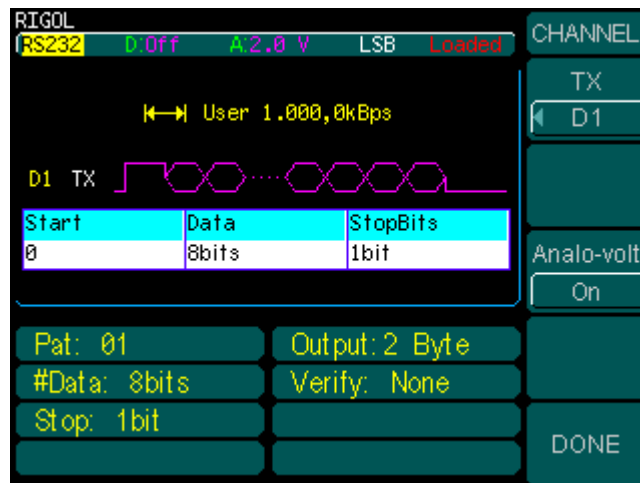 RIGOL
RS232 D:Off A:2.0 V LSB Loaded
User 1.000,0kBps
D1 TX
Start Data StopBits
0 8bits 1bit
Pat: 01 Output: 2 Byte
#Data: 8bits Verify: None
Stop: 1bit
CHANNEL
TX
D1
Analo-volt
On
DONE